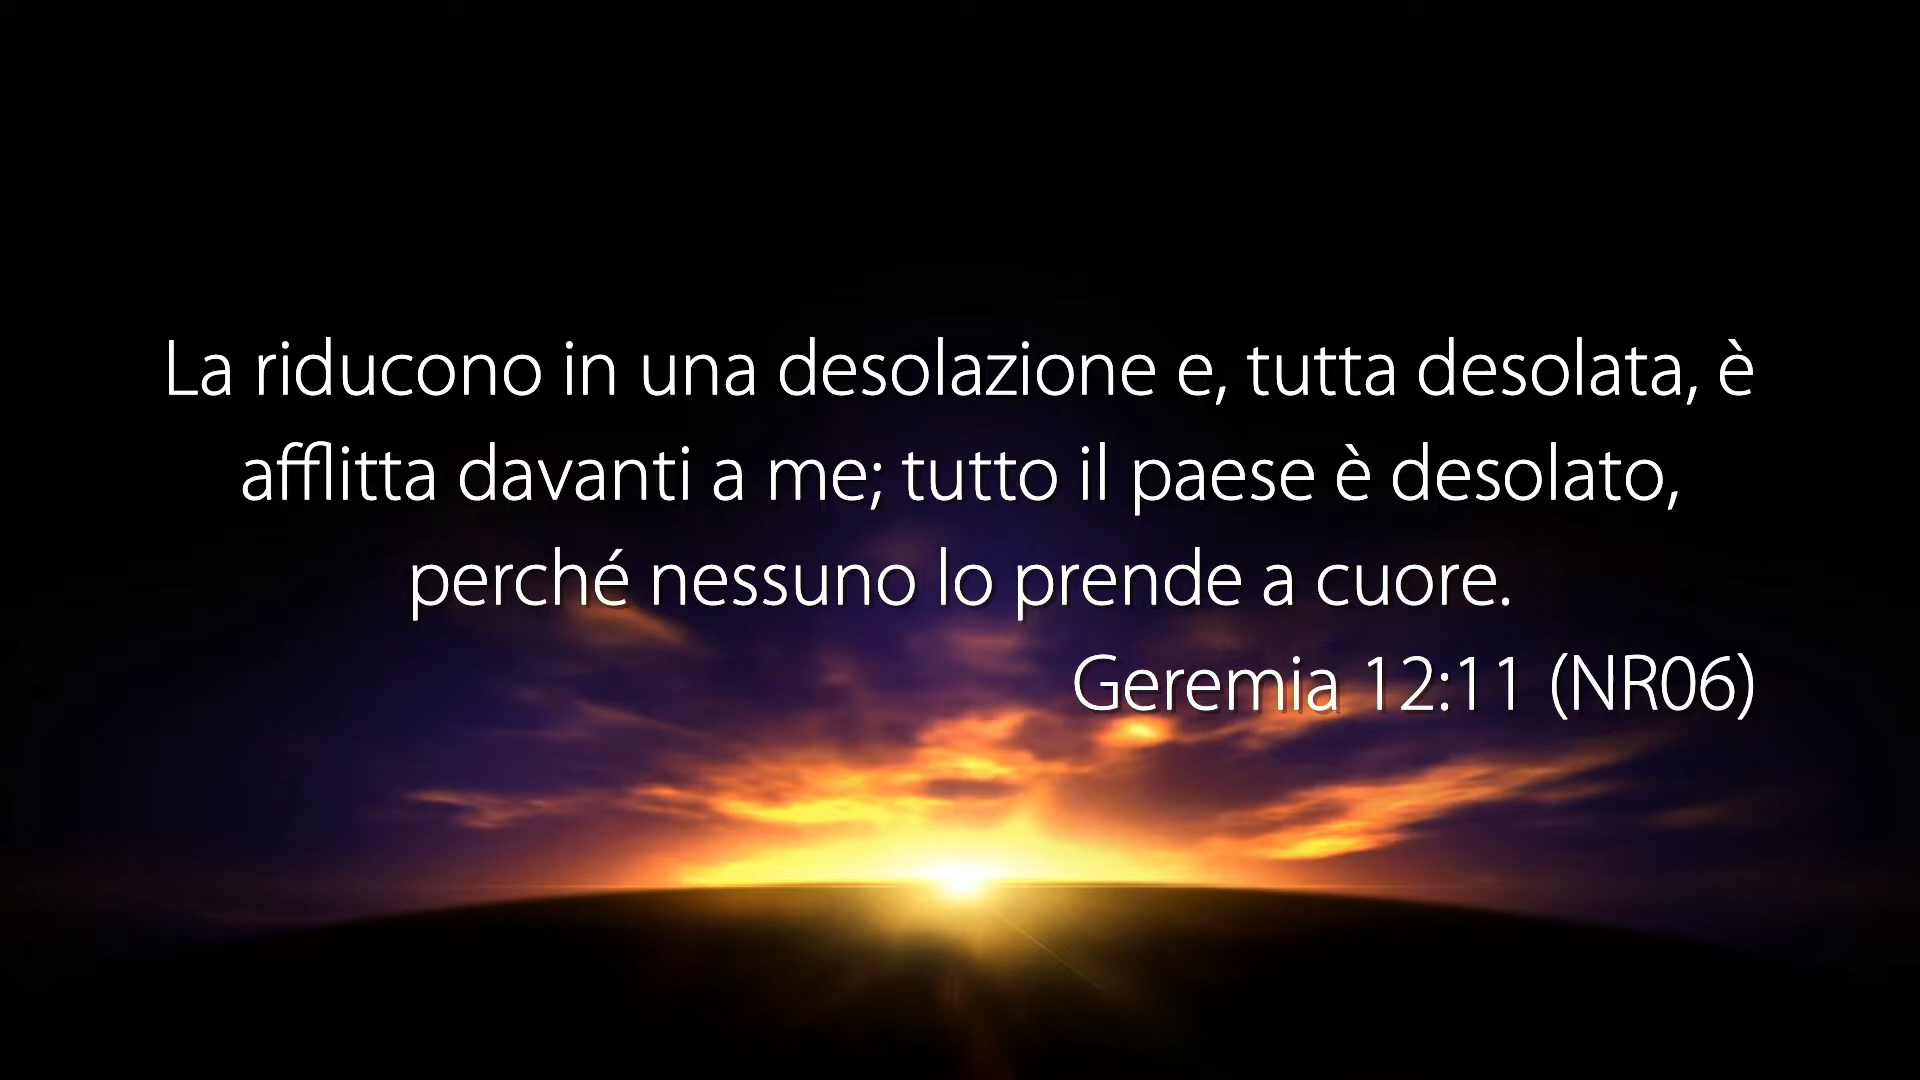 La riducono in una desolazione e, tutta desolata, è
afflitta davanti a me; tutto il paese è desolato,
perché nessuno lo prende a cuore.
Geremia 12:11 (NR06)